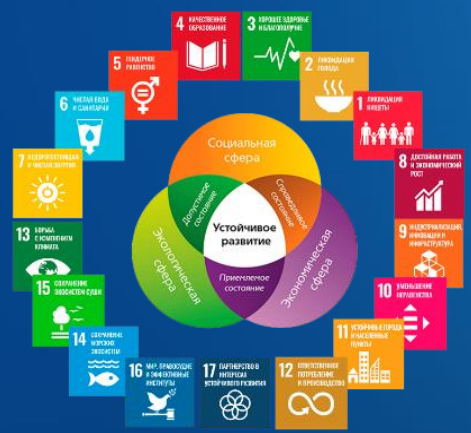 4 КАЧЕСТВЕННОЕ
ОБРАЗОВАНИЕ
3 ХОРОШЕЕ ЗДОРОВЬЕ
И БЛАГОПОЛУЧИЕ
5 ГЕНДЕРНОЕ
РАВЕНСТВО
2 ЛИКВИДАЦИЯ
ГОЛОДА
6 ЧИСТАЯ ВОДА
И САНИТАРИЯ
1 ЛИКВИДАЦИЯ
НИЩЕТЫ
7 НЕДОРОГОСТОЯЩАЯ
И ЧИСТАЯ ЭНЕРГИЯ
8 ДОСТОЙНАЯ РАБОТА
И ЭКОНОМИЧЕСКИЙ
РОСТ
13 БОРЬБА
С ИЗМЕНЕНИЕМ
КЛИМАТА
9 ИНДУСТРИАЛИЗАЦИЯ,
ИННОВАЦИИ И
ИНФРАСТРУКТУРА
15 СОХРАНЕНИЕ
ЭКОСИСТЕМ СУШИ
10 УМЕНЬШЕНИЕ
НЕРАВЕНСТВА
14 СОХРАНЕНИЕ
МОРСКИХ
ЭКОСИСТЕМ
11 УСТОЙЧИВЫЕ ГОРОДА
И НАСЕЛЕННЫЕ
ПУНКТЫ
16 МИР, ПРАВОСУДИЕ
И ЭФФЕКТИВНЫЕ
ИНСТИТУТЫ
17 ПАРТНЕРСТВО В
ИНТЕРЕСАХ
УСТОЙЧИВОГО РАЗВИТИЯ
12 ОТВЕТСТВЕННОЕ
ПОТРЕБЛЕНИЕ
И ПРОИЗВОДСТВО
Социальная
сфера
Допустимое
состояние
Справедливое
состояние
Устойчивое
развитие
Экологическая
сфера
Приемлемое
состояние
Экономическая
сфера